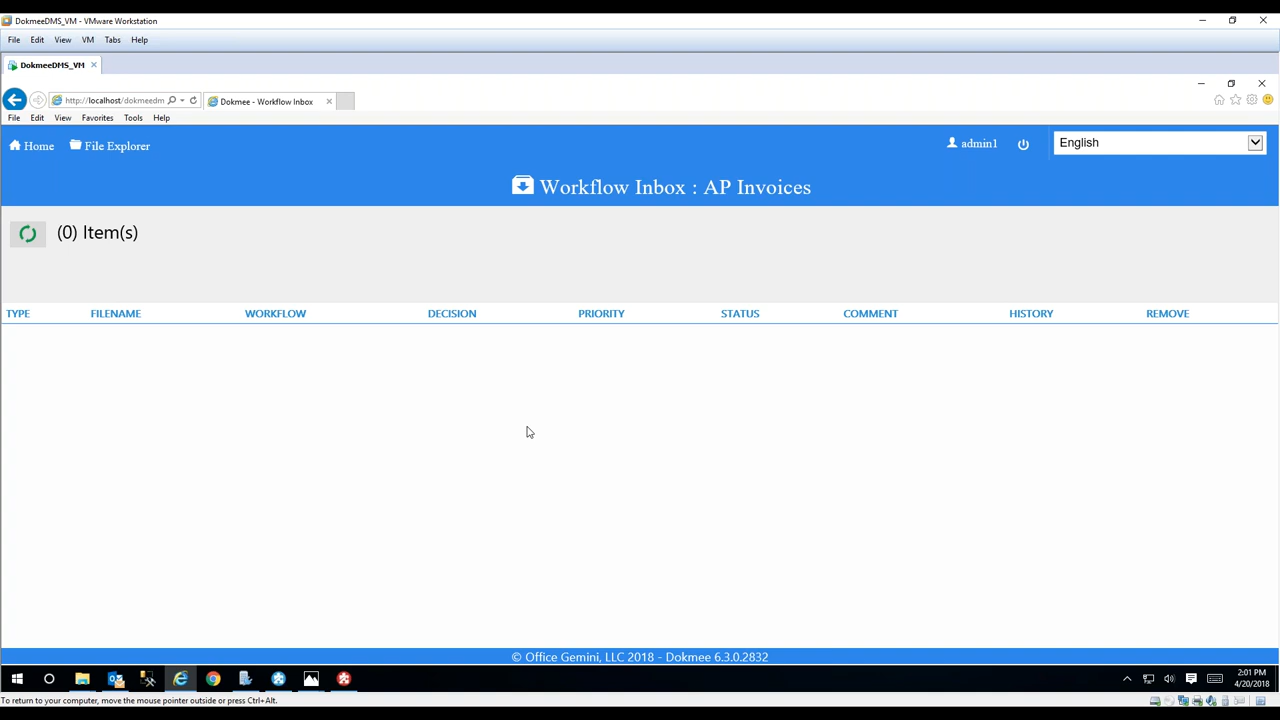 DokmeeDMS_VM - VMware Workstation
File Edit View VM Tabs Help
DokmeeDMS_VM
http://localhost/dokmeedm
Dokmee - Workflow Inbox
File Edit View Favorites Tools Help
Home File Explorer admin1 English
Workflow Inbox : AP Invoices
(0) Item(s)
TYPE FILENAME WORKFLOW DECISION PRIORITY STATUS COMMENT HISTORY REMOVE
© Office Gemini, LLC 2018 - Dokmee 6.3.0.2832
2:01 PM
4/20/2018
To return to your computer, move the mouse pointer outside or press Ctrl+Alt.